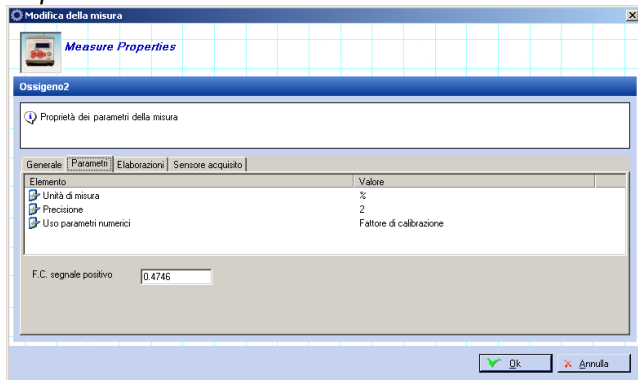 Modifica della misura
Measure Properties
Ossigeno2
Proprietà dei parametri della misura
Generale Parametri Elaborazioni Sensore acquisito
Elemento Valore
Unità di misura %
Precisione 2
Uso parametri numerici Fattore di calibrazione
F.C. segnale positivo 0.4746
Ok Annulla